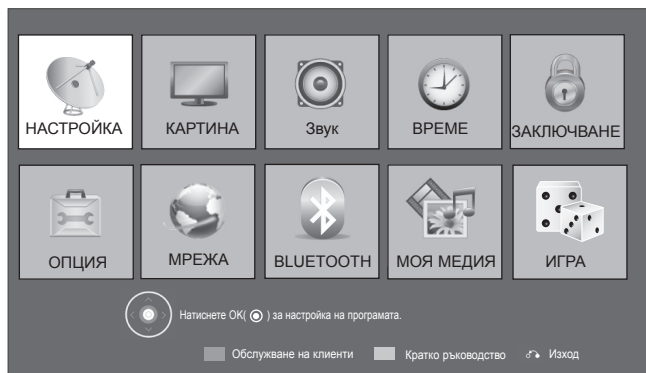 НАСТРОЙКА КАРТИНА Звук ВРЕМЕ ЗАКЛЮЧВАНЕ
ОПЦИЯ МРЕЖА BLUETOOTH МОЯ МЕДИЯ ИГРА
Натиснете OK( ) за настройка на програмата.
Обслужване на клиенти Кратко ръководство Изход